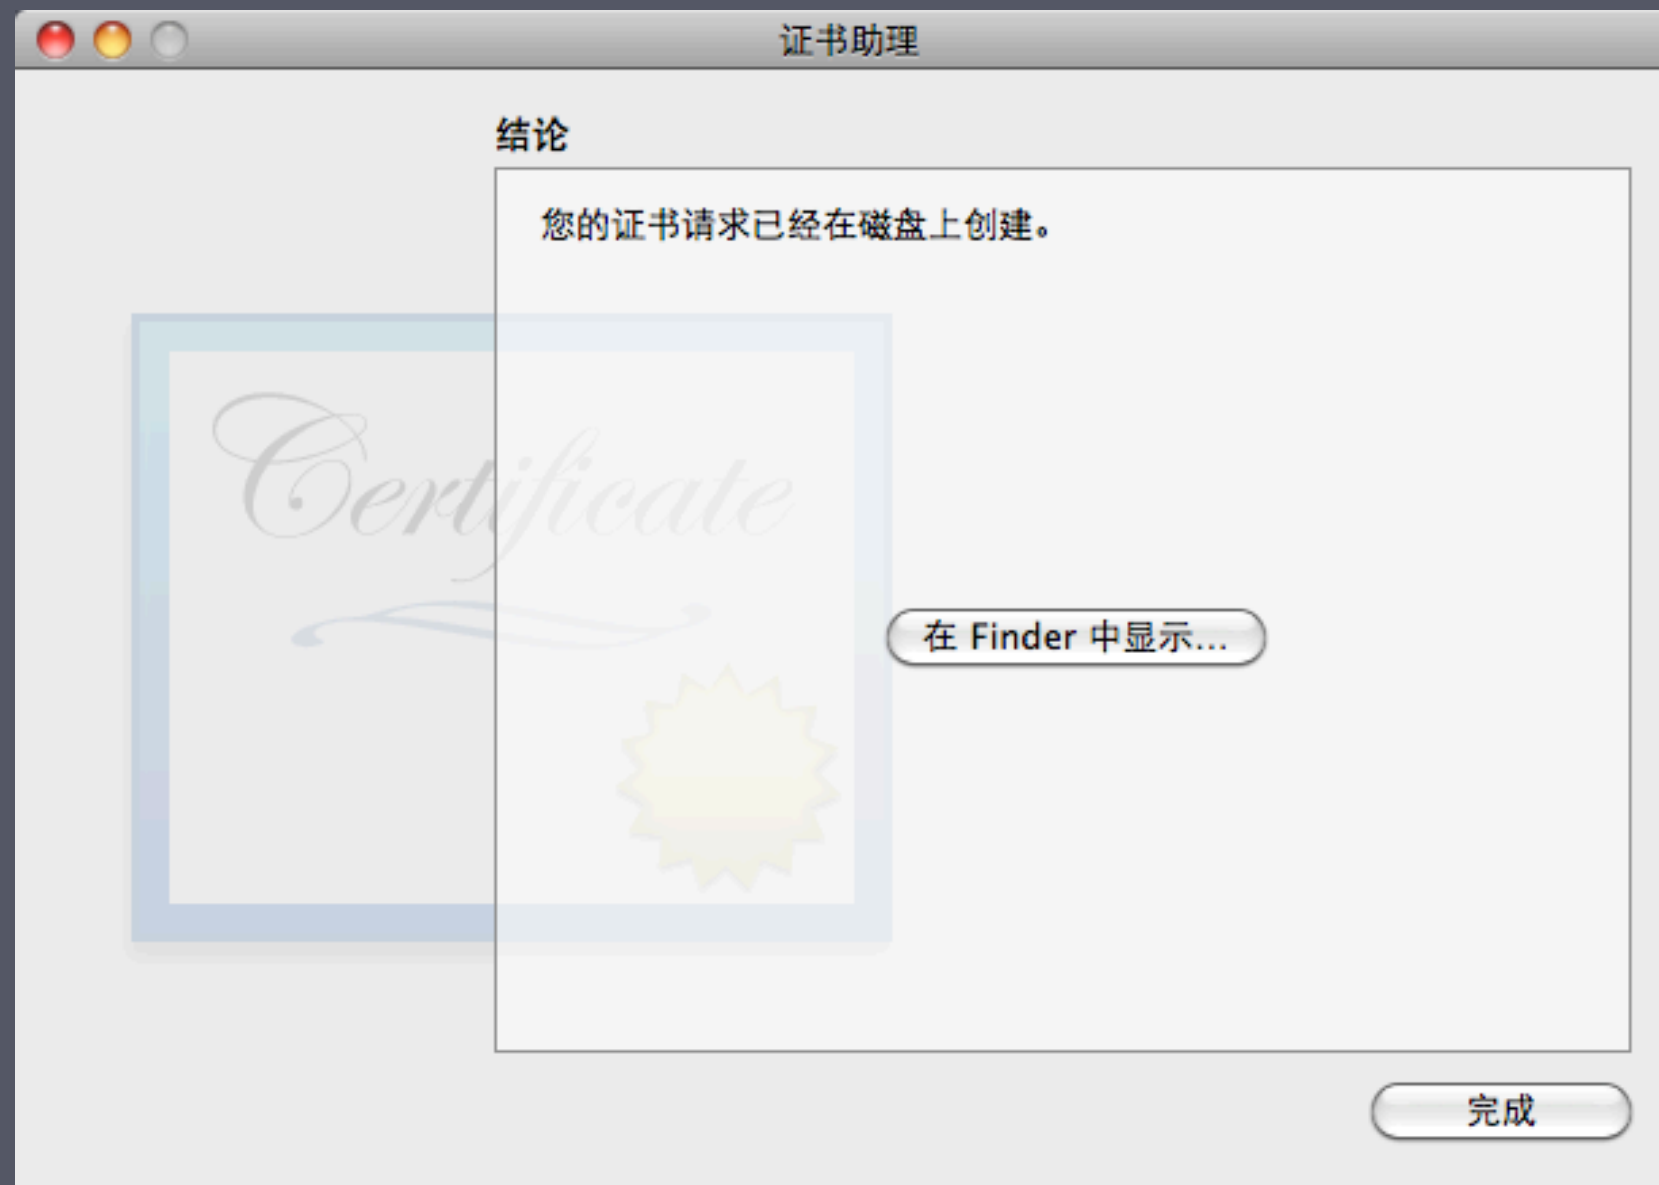 证书助理
结论
您的证书请求已经在磁盘上创建。
Certificate
在 Finder 中显示...
完成